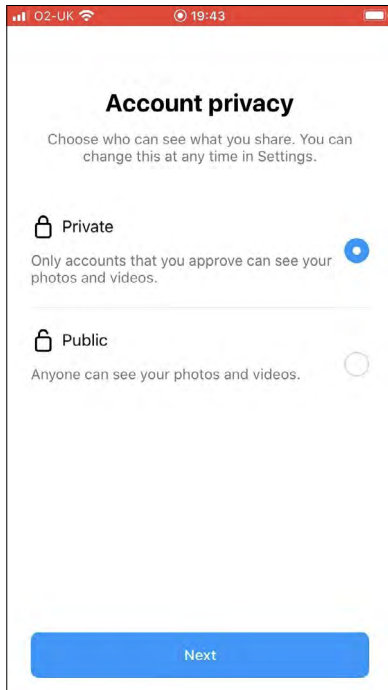 O2-UK 19:43
Account privacy
Choose who can see what you share. You can
change this at any time in Settings.
Private
Only accounts that you approve can see your
photos and videos.
Public
Anyone can see your photos and videos.
Next